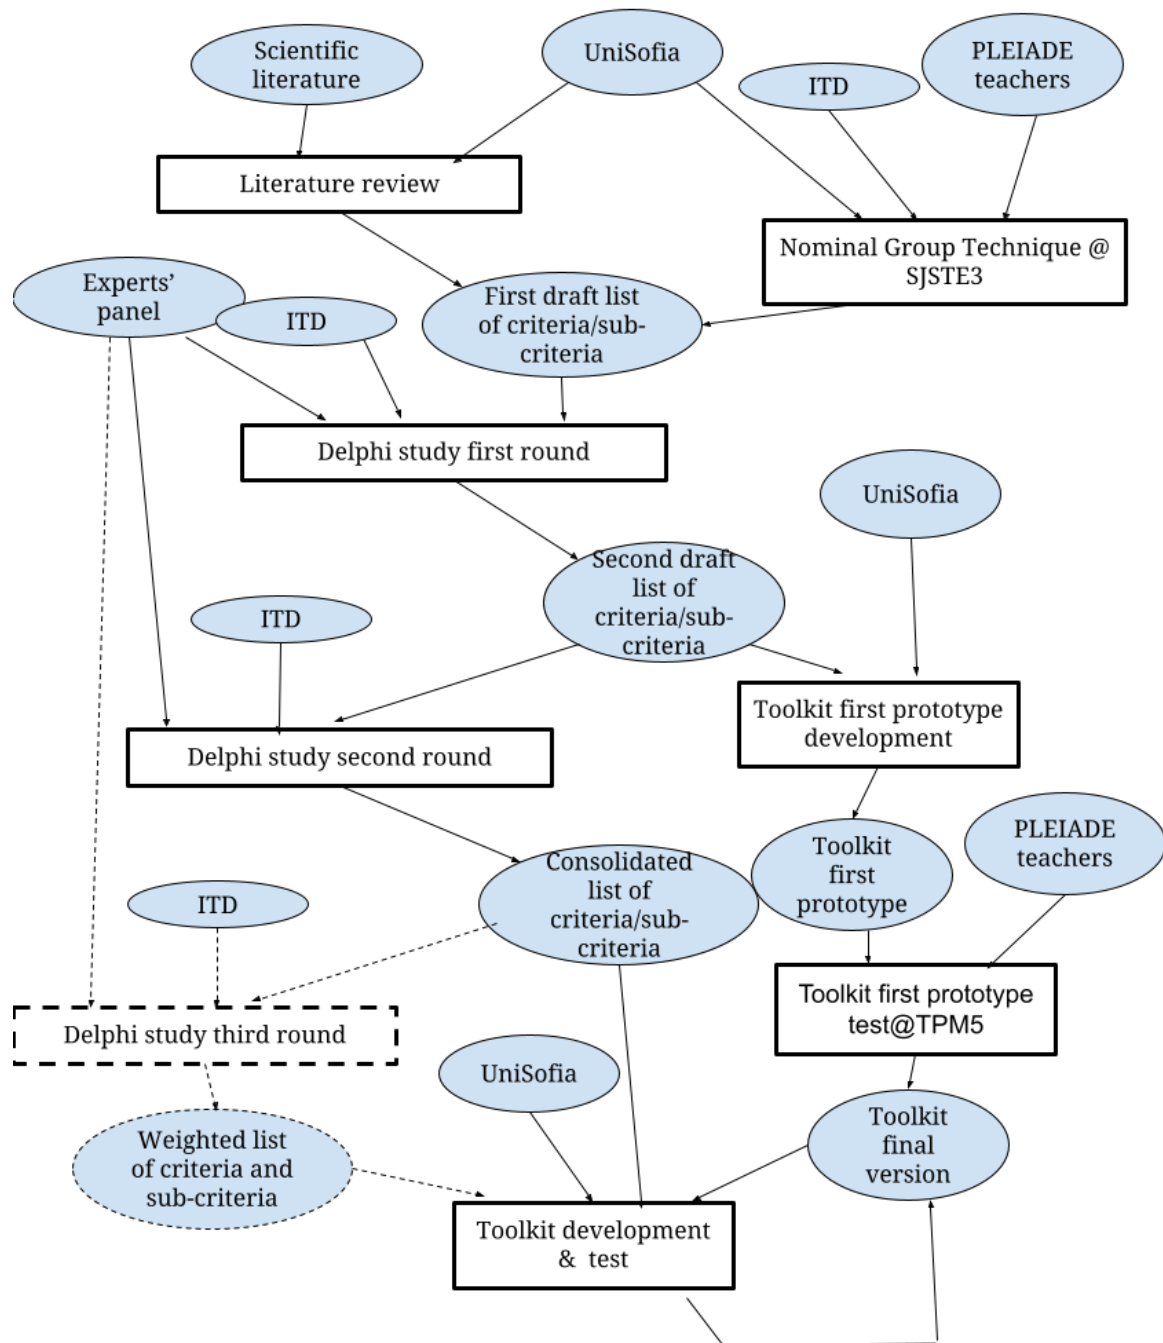 Scientific
literature
UniSofia
ITD
PLEIADE
teachers
Literature review
Nominal Group Technique @
SJSTE3
Experts’
panel
ITD
First draft list
of criteria/sub-
criteria
Delphi study first round
UniSofia
Second draft
list of
criteria/sub-
criteria
ITD
Toolkit first prototype
development
Delphi study second round
PLEIADE
teachers
Toolkit
first
prototype
Consolidated
list of
criteria/sub-
criteria
ITD
Toolkit first prototype
test@TPM5
Delphi study third round
UniSofia
Toolkit
final
version
Weighted list
of criteria and
sub-criteria
Toolkit development
& test